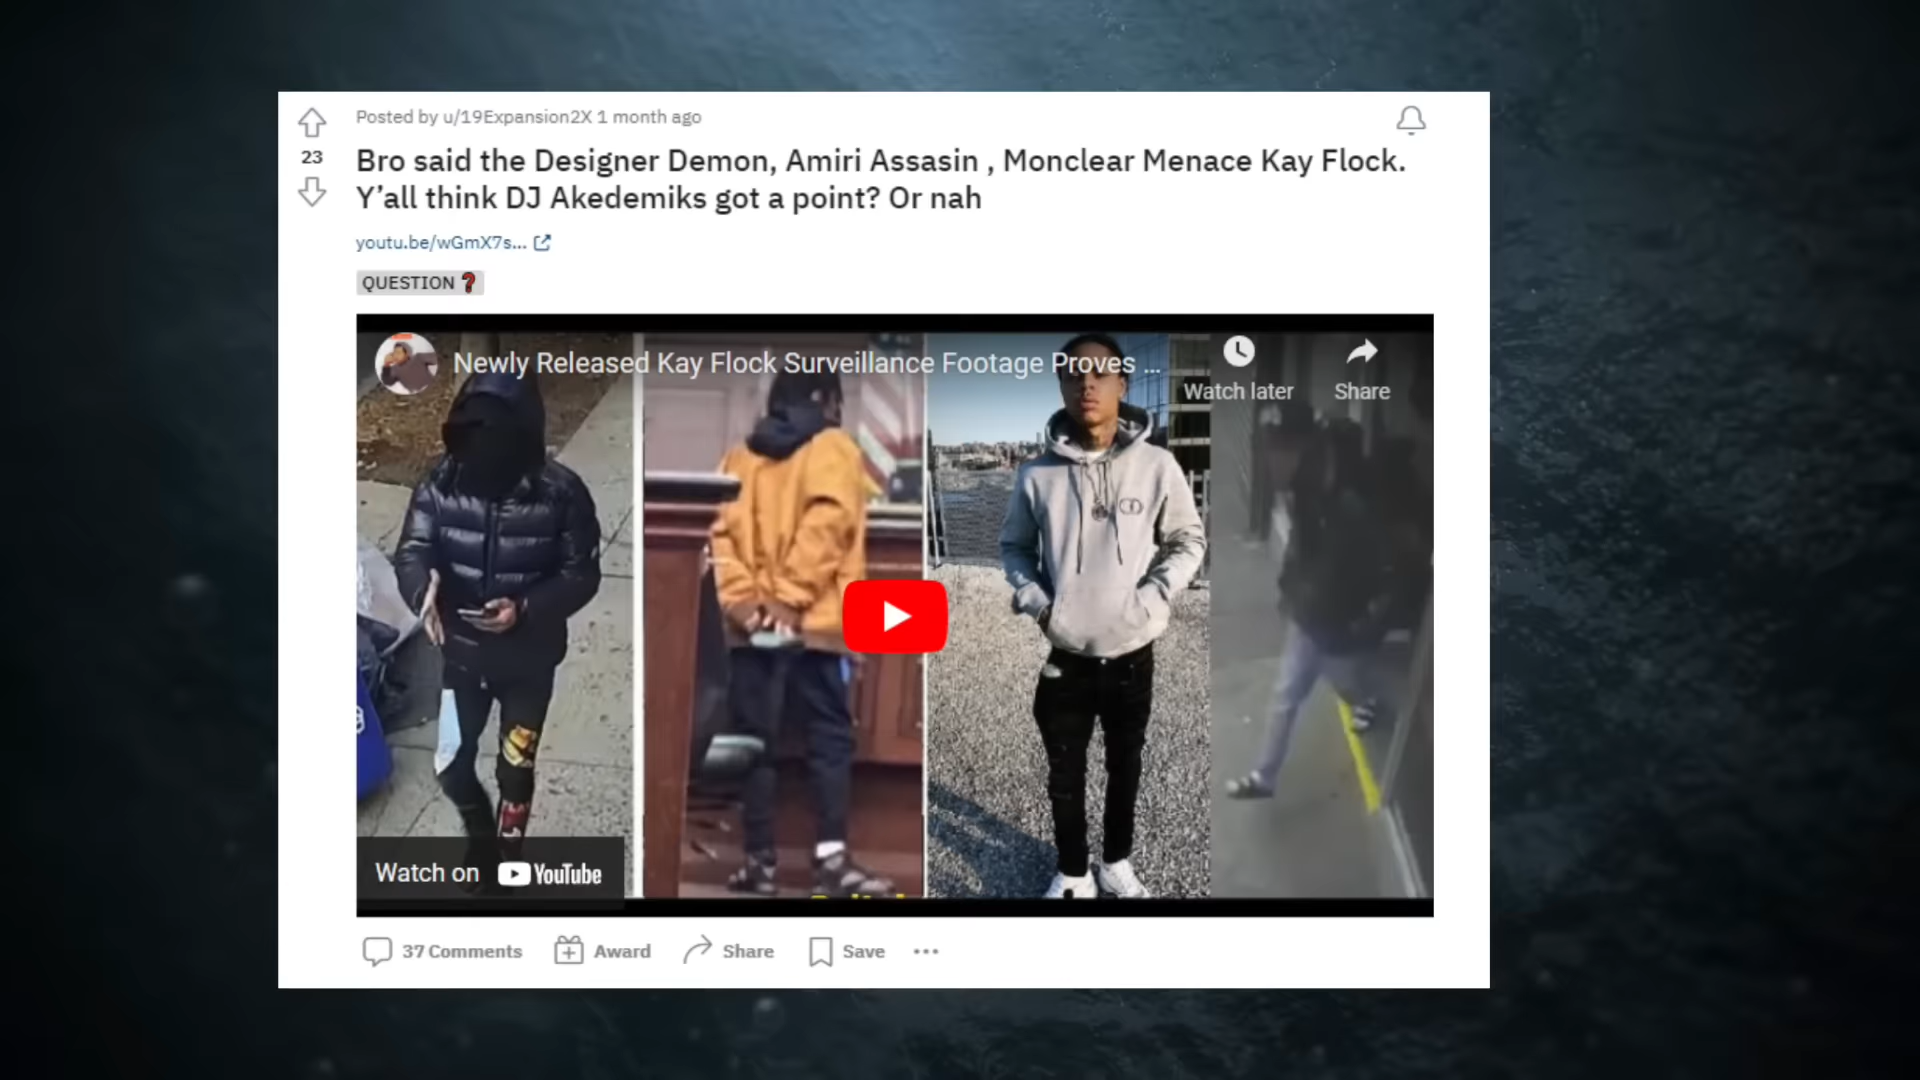 Posted by u/19Expansion2X 1 month ago
23
Bro said the Designer Demon, Amiri Assasin , Monclear Menace Kay Flock.
Y’all think DJ Akedemiks got a point? Or nah
youtu.be/wGmX7s...
QUESTION ❓
Newly Released Kay Flock Surveillance Footage Proves ...
Watch later
Share
Watch on YouTube
37 Comments
Award
Share
Save